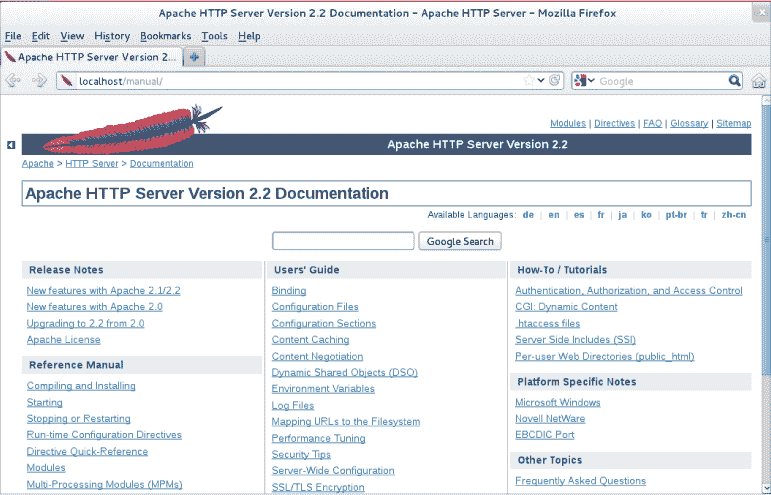 Apache HTTP Server Version 2.2 Documentation - Apache HTTP Server - Mozilla Firefox
File Edit View History Bookmarks Tools Help
Apache HTTP Server Version 2...
localhost/manual/
Google
Modules | Directives | FAQ | Glossary | Sitemap
Apache HTTP Server Version 2.2
Apache > HTTP Server > Documentation
Apache HTTP Server Version 2.2 Documentation
Available Languages: de | en | es | fr | ja | ko | pt-br | tr | zh-cn
Google Search
Release Notes
New features with Apache 2.1/2.2
New features with Apache 2.0
Upgrading to 2.2 from 2.0
Apache License
Reference Manual
Compiling and Installing
Starting
Stopping or Restarting
Run-time Configuration Directives
Directive Quick-Reference
Modules
Multi-Processing Modules (MPMs)
Users' Guide
Binding
Configuration Files
Configuration Sections
Content Caching
Content Negotiation
Dynamic Shared Objects (DSO)
Environment Variables
Log Files
Mapping URLs to the Filesystem
Performance Tuning
Security Tips
Server-Wide Configuration
SSL/TLS Encryption
How-To / Tutorials
Authentication, Authorization, and Access Control
CGI: Dynamic Content
.htaccess files
Server Side Includes (SSI)
Per-user Web Directories (public_html)
Platform Specific Notes
Microsoft Windows
Novell NetWare
EBCDIC Port
Other Topics
Frequently Asked Questions